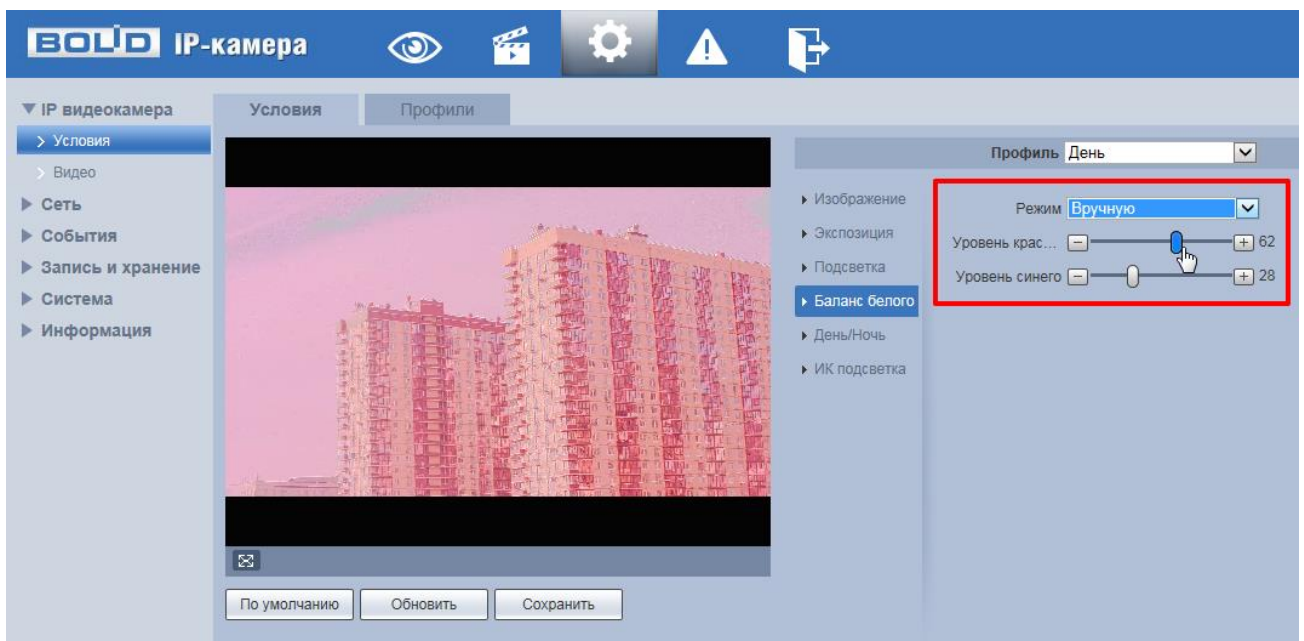 BOLID IP-камера
IP видеокамера
Условия
Видео
Сеть
События
Запись и хранение
Система
Информация
Условия Профили
Изображение
Экспозиция
Подсветка
Баланс белого
День/Ночь
ИК подсветка
Профиль День
Режим Вручную
Уровень крас... 62
Уровень синего 28
По умолчанию Обновить Сохранить